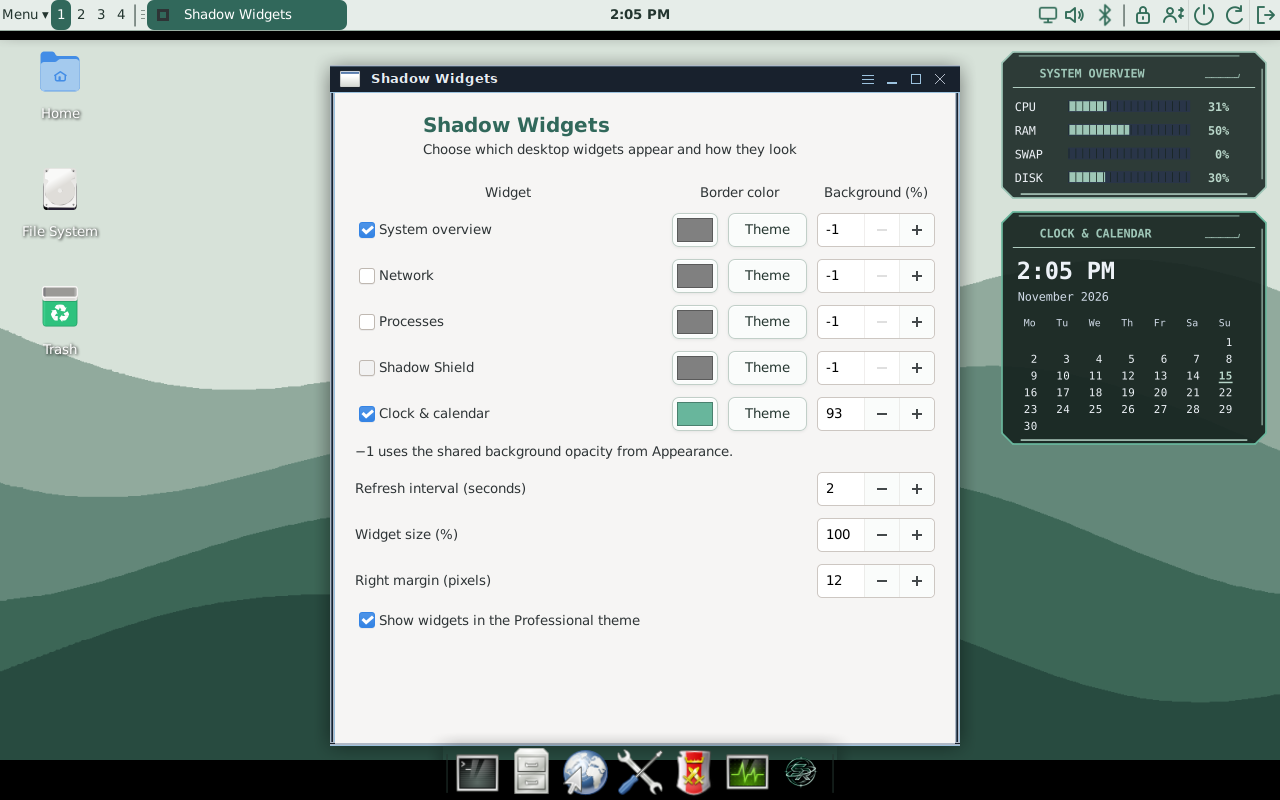 Menu ▾ 1 2 3 4 Shadow Widgets 2:05 PM
Home
File System
Trash
Shadow Widgets
Shadow Widgets
Choose which desktop widgets appear and how they look
Widget Border color Background (%)
System overview Theme -1
Network Theme -1
Processes Theme -1
Shadow Shield Theme -1
Clock & calendar Theme 93
−1 uses the shared background opacity from Appearance.
Refresh interval (seconds) 2
Widget size (%) 100
Right margin (pixels) 12
Show widgets in the Professional theme
SYSTEM OVERVIEW
CPU 31%
RAM 50%
SWAP 0%
DISK 30%
CLOCK & CALENDAR
2:05 PM
November 2026
Mo Tu We Th Fr Sa Su
1
2 3 4 5 6 7 8
9 10 11 12 13 14 15
16 17 18 19 20 21 22
23 24 25 26 27 28 29
30